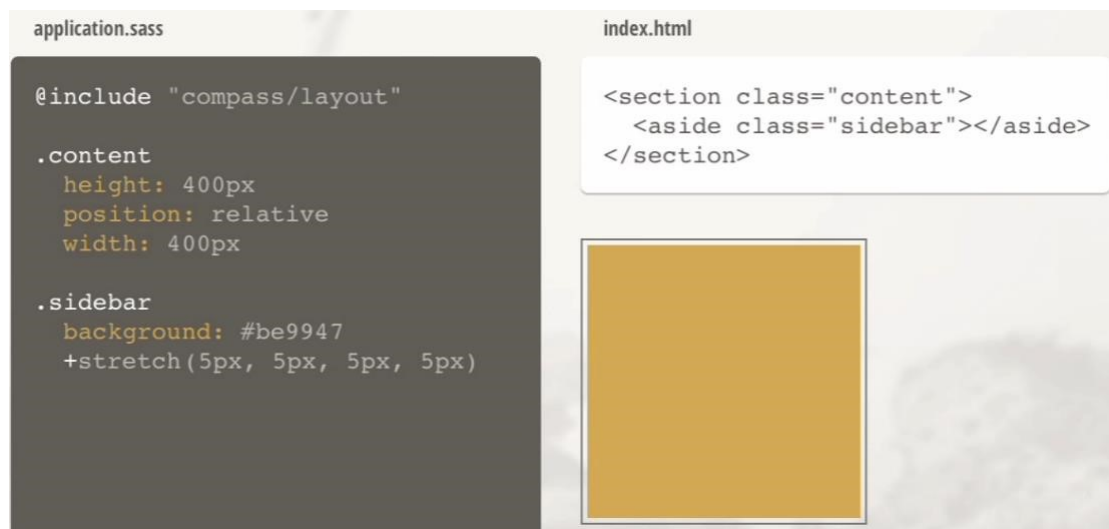 application.sass
@include "compass/layout"
.content
  height: 400px
  position: relative
  width: 400px
.sidebar
  background: #be9947
  +stretch(5px, 5px, 5px, 5px)
index.html
<section class="content">
  <aside class="sidebar"></aside>
</section>